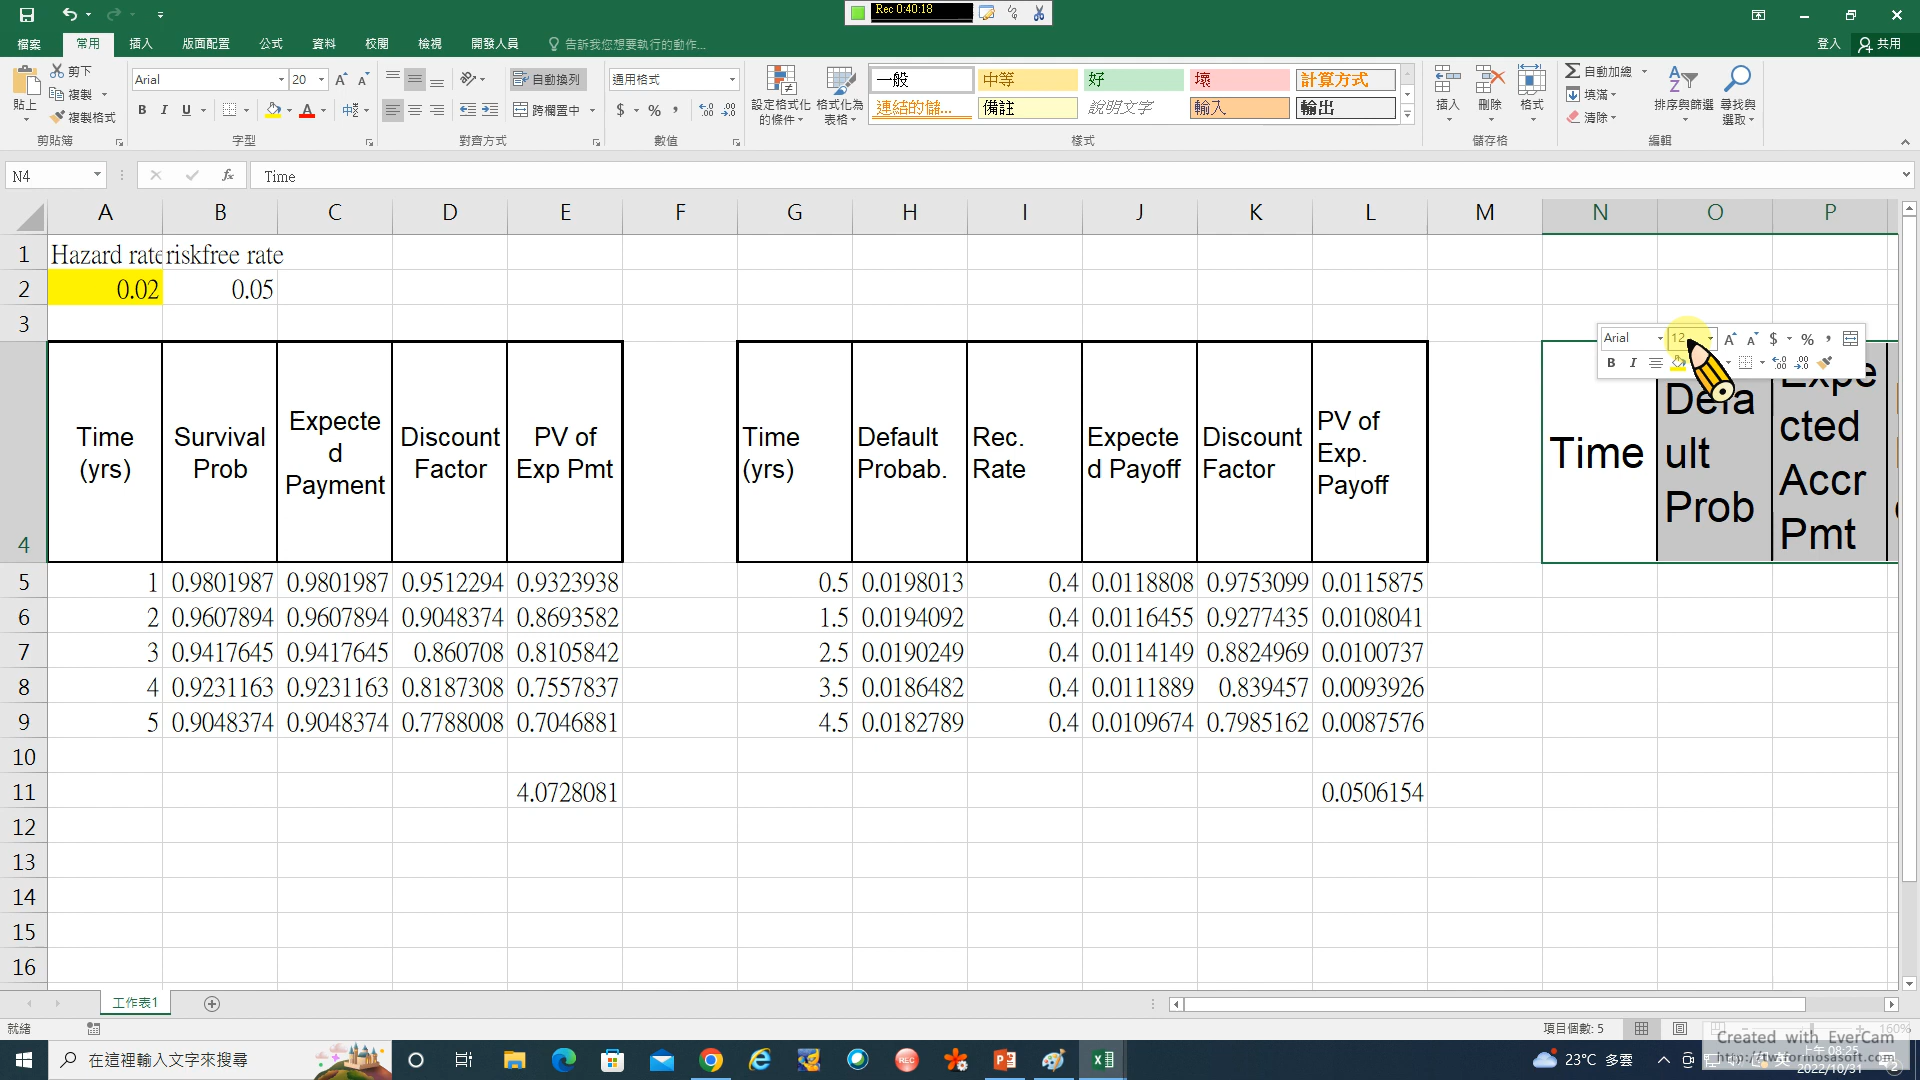 Rec 0:40:18
檔案 常用 插入 版面配置 公式 資料 校閱 檢視 開發人員 告訴我您想要執行的動作... 登入 共用
貼上 剪下 複製 複製格式 剪貼簿
Arial 20 B I U 字型
自動換列 跨欄置中 對齊方式
通用格式 $ % , 數值
設定格式化的條件 格式化為表格 一般 中等 好 壞 計算方式
連結的儲... 備註 說明文字 輸入 輸出 樣式
插入 刪除 格式 儲存格
自動加總 填滿 清除 排序與篩選 尋找與選取 編輯
N4 fx Time
A B C D E F G H I J K L M N O P
1 Hazard rate riskfree rate
2 0.02 0.05
3
Arial 12 $ % ,
B I
4 Time (yrs) Survival Prob Expected Payment Discount Factor PV of Exp Pmt Time (yrs) Default Probab. Rec. Rate Expected Payoff Discount Factor PV of Exp. Payoff Time Default Prob Expected Accr Pmt
5 1 0.9801987 0.9801987 0.9512294 0.9323938 0.5 0.0198013 0.4 0.0118808 0.9753099 0.0115875
6 2 0.9607894 0.9607894 0.9048374 0.8693582 1.5 0.0194092 0.4 0.0116455 0.9277435 0.0108041
7 3 0.9417645 0.9417645 0.860708 0.8105842 2.5 0.0190249 0.4 0.0114149 0.8824969 0.0100737
8 4 0.9231163 0.9231163 0.8187308 0.7557837 3.5 0.0186482 0.4 0.0111889 0.839457 0.0093926
9 5 0.9048374 0.9048374 0.7788008 0.7046881 4.5 0.0182789 0.4 0.0109674 0.7985162 0.0087576
10
11 4.0728081 0.0506154
12
13
14
15
16
工作表1
就緒 項目個數: 5 160%
Created with EverCam
在這裡輸入文字來搜尋 REC 23°C 多雲 英 上午 08:25
2022/10/31